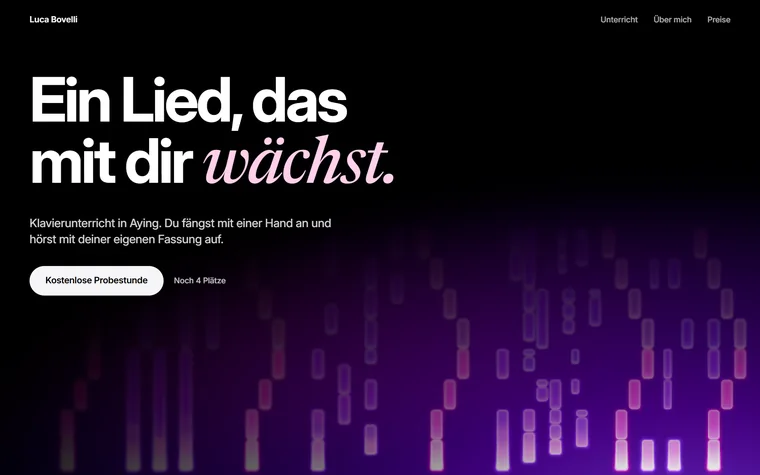 Luca Bovelli
Unterricht
Über mich
Preise
Ein Lied, das
mit dir wächst.
Klavierunterricht in Aying. Du fängst mit einer Hand an und
hörst mit deiner eigenen Fassung auf.
Kostenlose Probestunde
Noch 4 Plätze